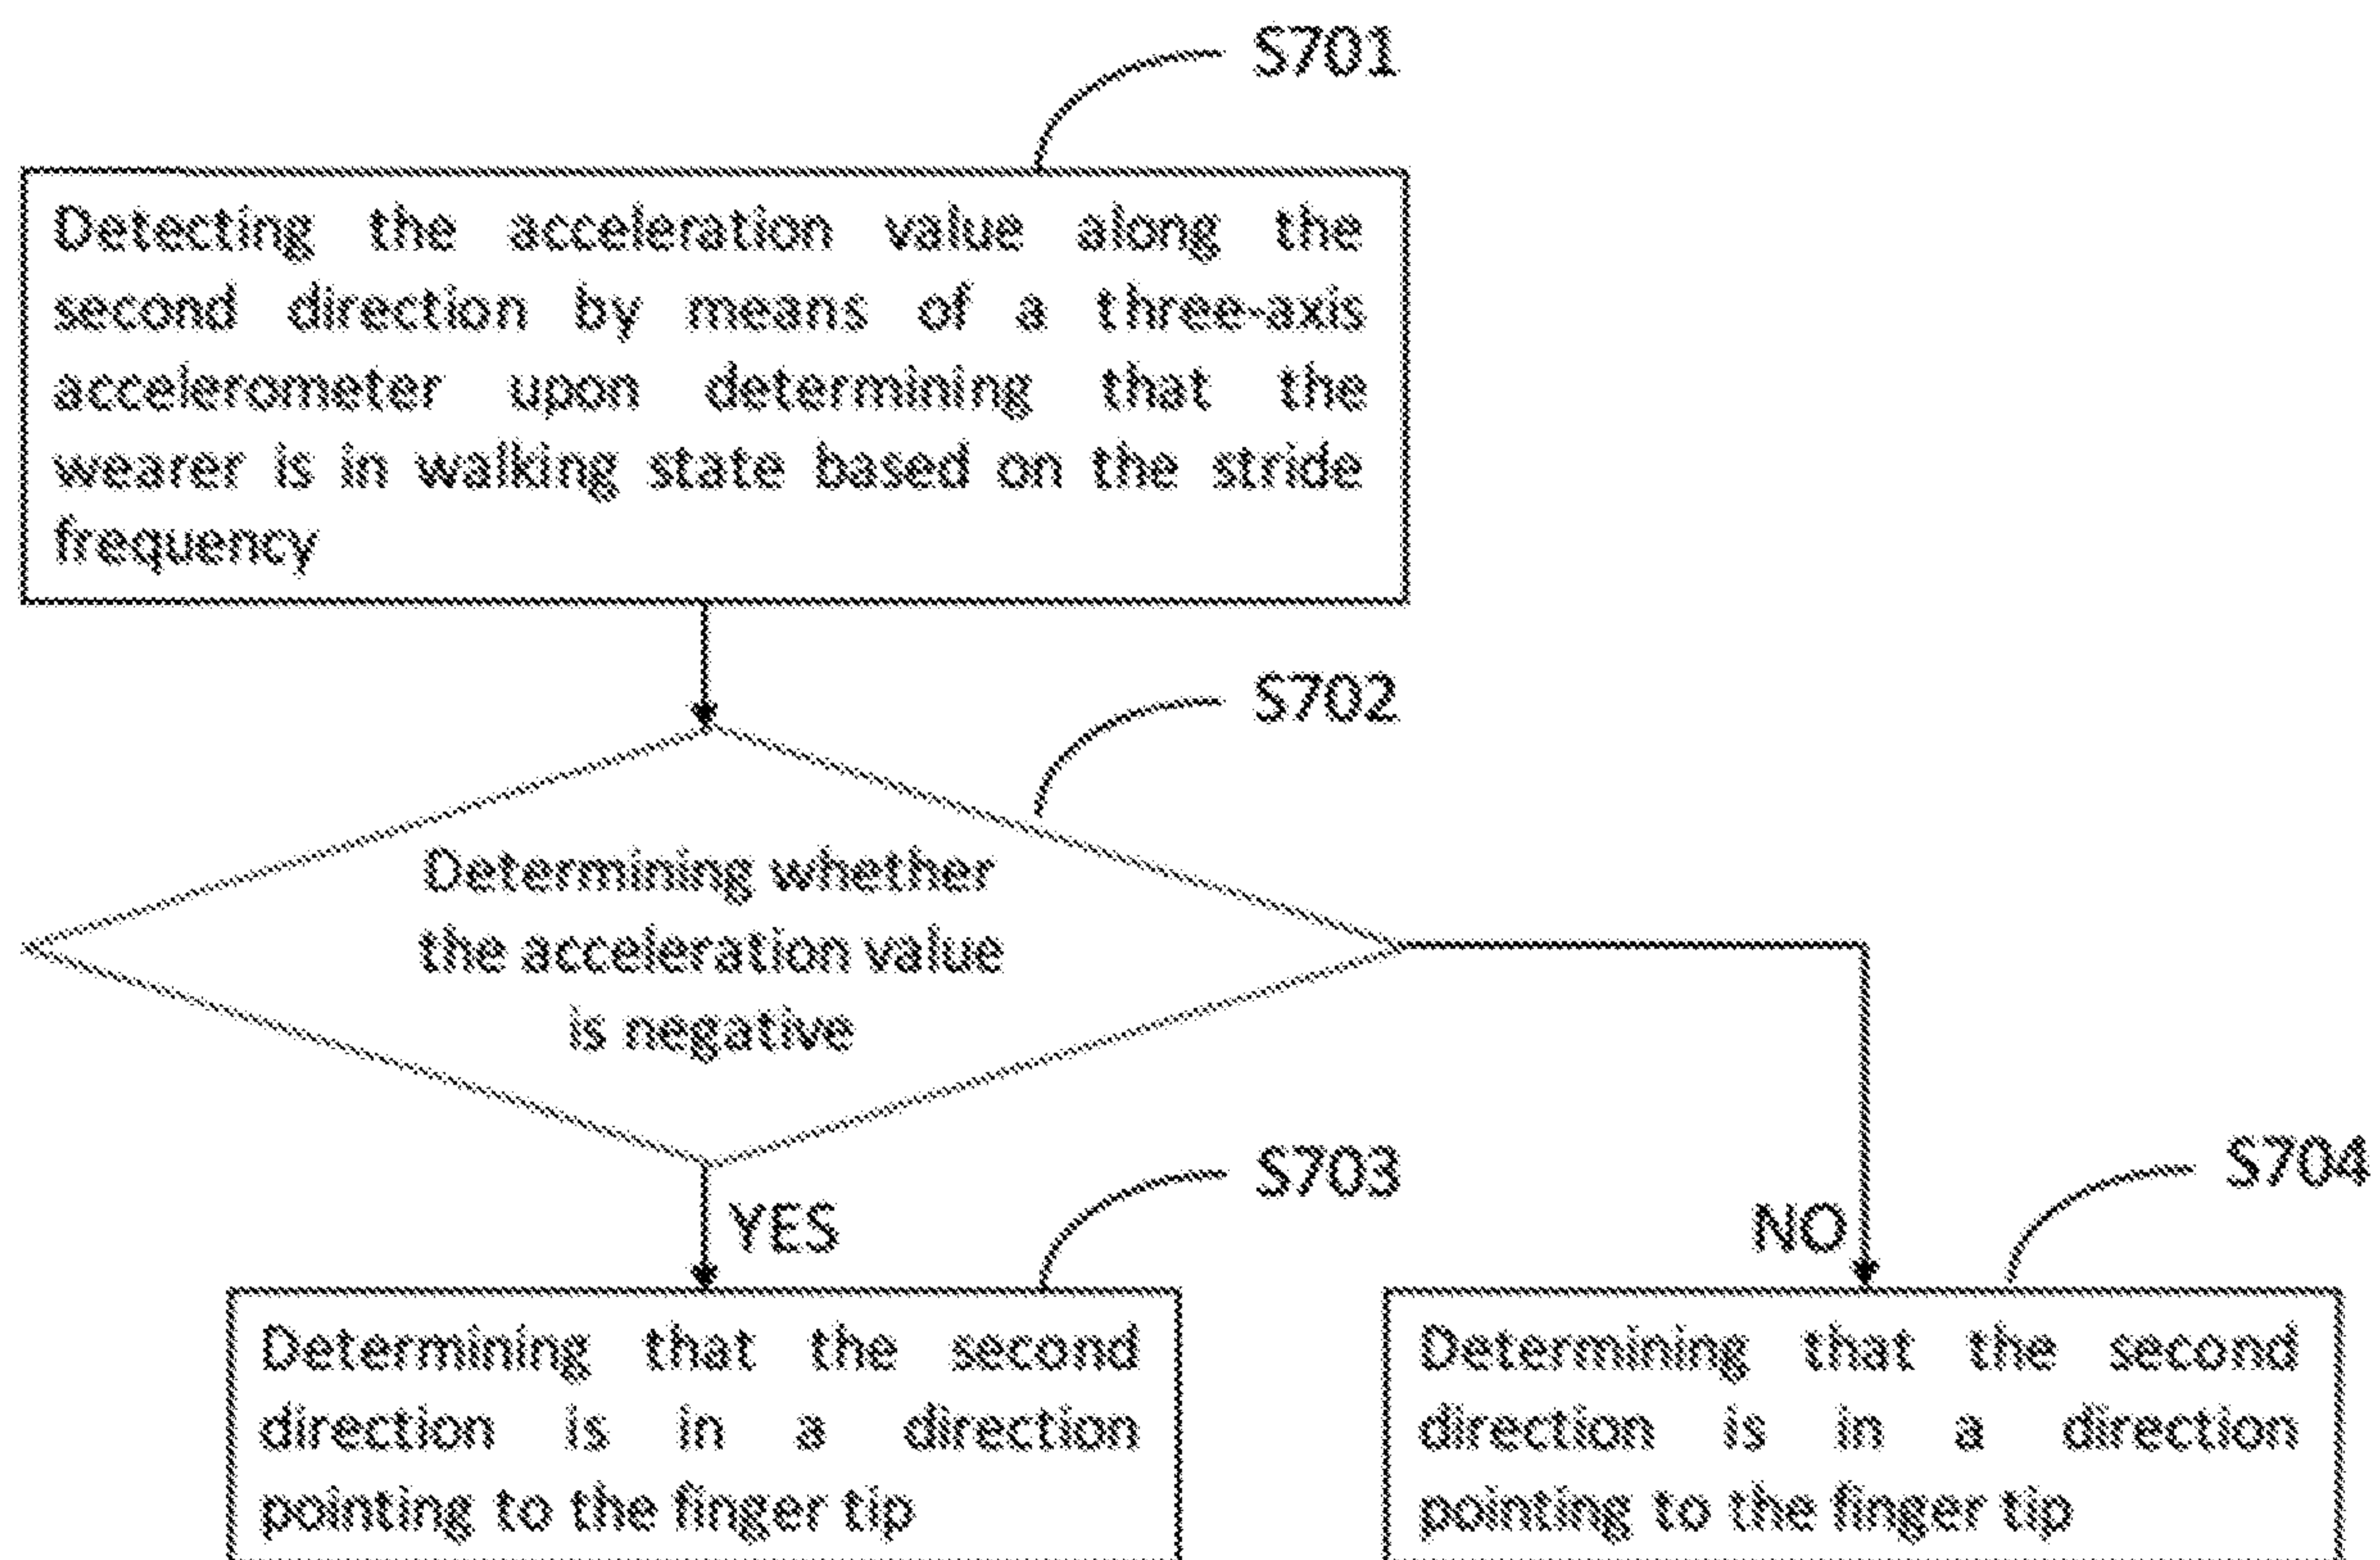 S701
Detecting the acceleration value along the
second direction by means of a three-axis
accelerometer upon determining that the
wearer is in walking state based on the stride
frequency
S702
Determining whether
the acceleration value
is negative
S703
S704
YES
NO
Determining that the second
direction is in a direction
pointing to the finger tip
Determining that the second
direction is in a direction
pointing to the finger tip